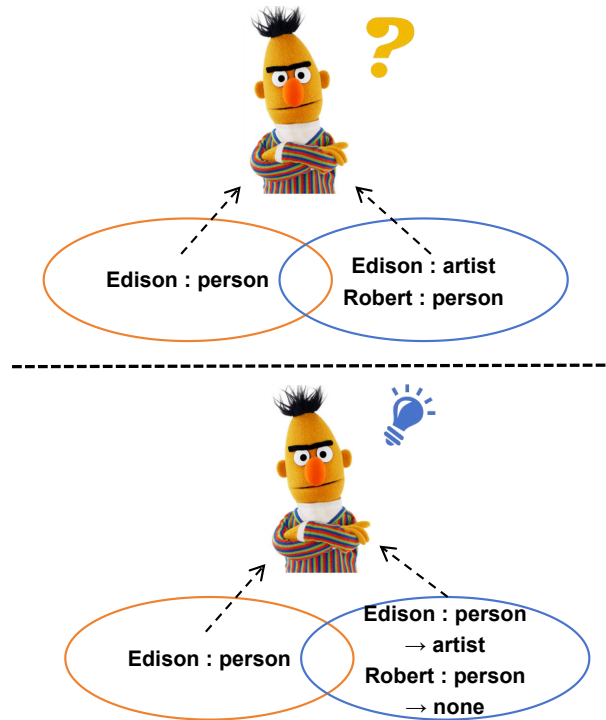 ?
Edison : person
Edison : artist
Robert : person
Edison : person
Edison : person
→ artist
Robert : person
→ none